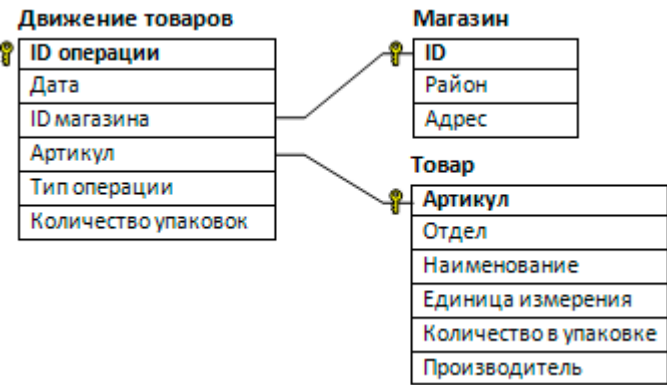 Движение товаров
ID операции
Дата
ID магазина
Артикул
Тип операции
Количество упаковок
Магазин
ID
Район
Адрес
Товар
Артикул
Отдел
Наименование
Единица измерения
Количество в упаковке
Производитель